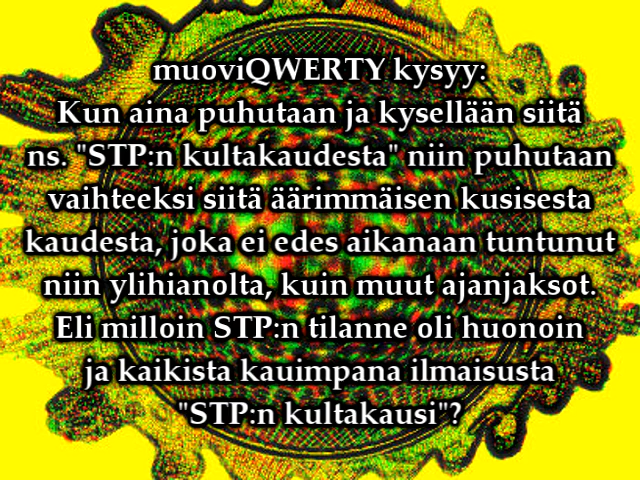 muoviQWERTY kysyy:
Kun aina puhutaan ja kysellään siitä
ns. "STP:n kultakaudesta" niin puhutaan
vaihteeksi siitä äärimmäisen kusisesta
kaudesta, joka ei edes aikanaan tuntunut
niin ylihianolta, kuin muut ajanjaksot.
Eli milloin STP:n tilanne oli huonoin
ja kaikista kauimpana ilmaisusta
"STP:n kultakausi"?